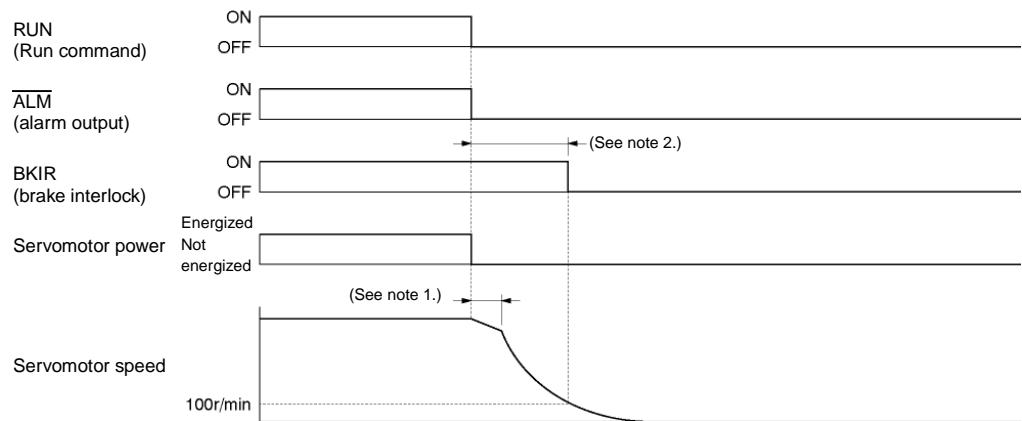 RUN
(Run command)
ON
OFF
ALM
(alarm output)
ON
OFF
(See note 2.)
BKIR
(brake interlock)
ON
OFF
Servomotor power
Energized
Not
energized
(See note 1.)
Servomotor speed
100r/min